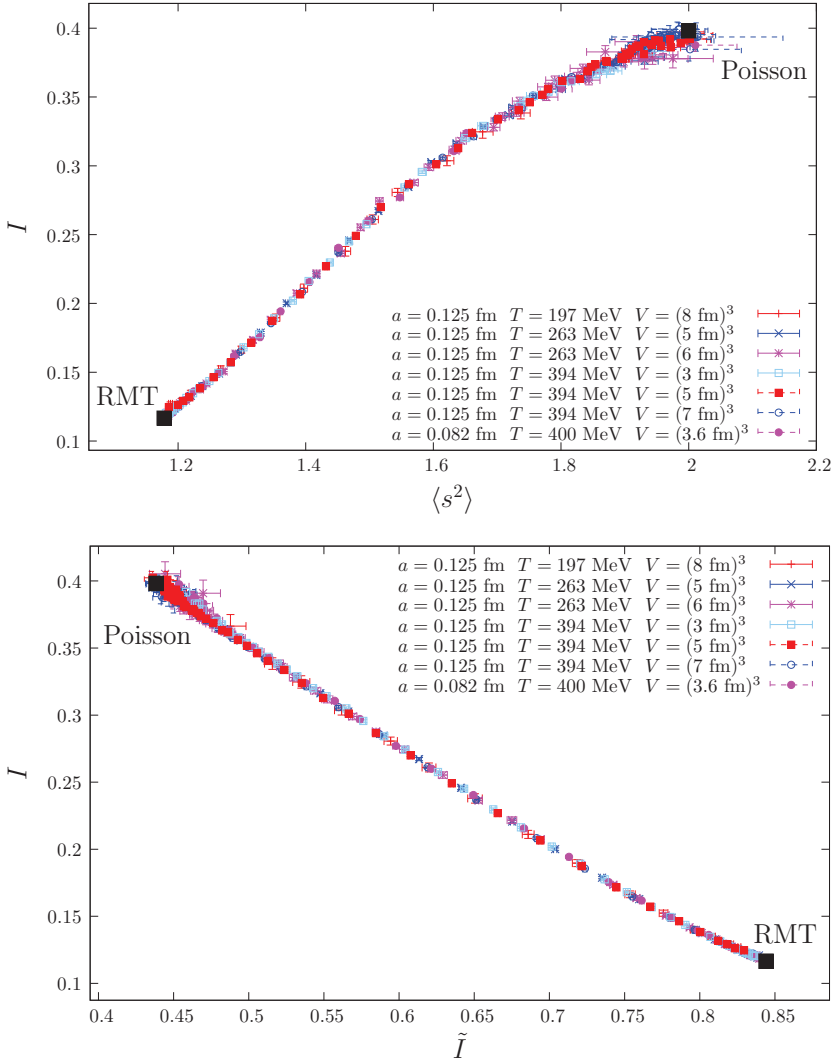 0.4
0.35
0.3
0.25
0.2
0.15
0.1
I
Poisson
RMT
a = 0.125 fm T = 197 MeV V = (8 fm)³
a = 0.125 fm T = 263 MeV V = (5 fm)³
a = 0.125 fm T = 263 MeV V = (6 fm)³
a = 0.125 fm T = 394 MeV V = (3 fm)³
a = 0.125 fm T = 394 MeV V = (5 fm)³
a = 0.125 fm T = 394 MeV V = (7 fm)³
a = 0.082 fm T = 400 MeV V = (3.6 fm)³
1.2 1.4 1.6 1.8 2 2.2
⟨s²⟩
0.4
0.35
0.3
0.25
0.2
0.15
0.1
I
Poisson
a = 0.125 fm T = 197 MeV V = (8 fm)³
a = 0.125 fm T = 263 MeV V = (5 fm)³
a = 0.125 fm T = 263 MeV V = (6 fm)³
a = 0.125 fm T = 394 MeV V = (3 fm)³
a = 0.125 fm T = 394 MeV V = (5 fm)³
a = 0.125 fm T = 394 MeV V = (7 fm)³
a = 0.082 fm T = 400 MeV V = (3.6 fm)³
RMT
0.4 0.45 0.5 0.55 0.6 0.65 0.7 0.75 0.8 0.85
Ĩ